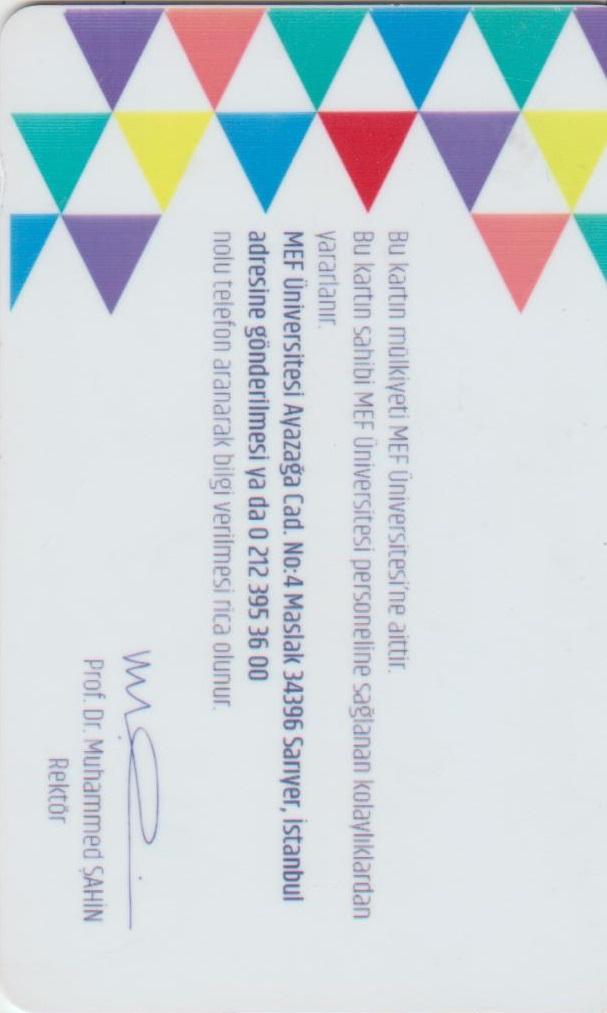 Bu kartın mülkiyeti MEF Üniversitesi'ne aittir.
Bu kartın sahibi MEF Üniversitesi personeline sağlanan kolaylıklardan
yararlanır.
MEF Üniversitesi Ayazağa Cad. No:4 Maslak 34396 Sarıyer, İstanbul
adresine gönderilmesi ya da 0 212 395 36 00
nolu telefon aranarak bilgi verilmesi rica olunur.
Prof. Dr. Muhammed ŞAHİN
Rektör